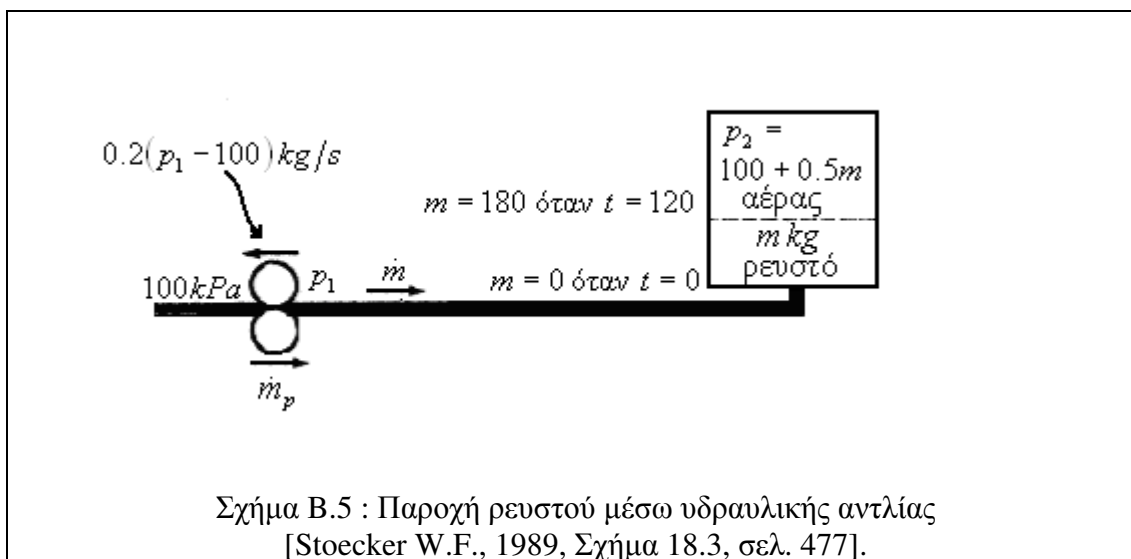 0.2(p₁ − 100) kg/s
p₂ =
100 + 0.5m
αέρας
m = 180 όταν t = 120
m kg
ρευστό
100kPa
p₁
ṁ
m = 0 όταν t = 0
ṁₚ
Σχήμα Β.5 : Παροχή ρευστού μέσω υδραυλικής αντλίας
[Stoecker W.F., 1989, Σχήμα 18.3, σελ. 477].